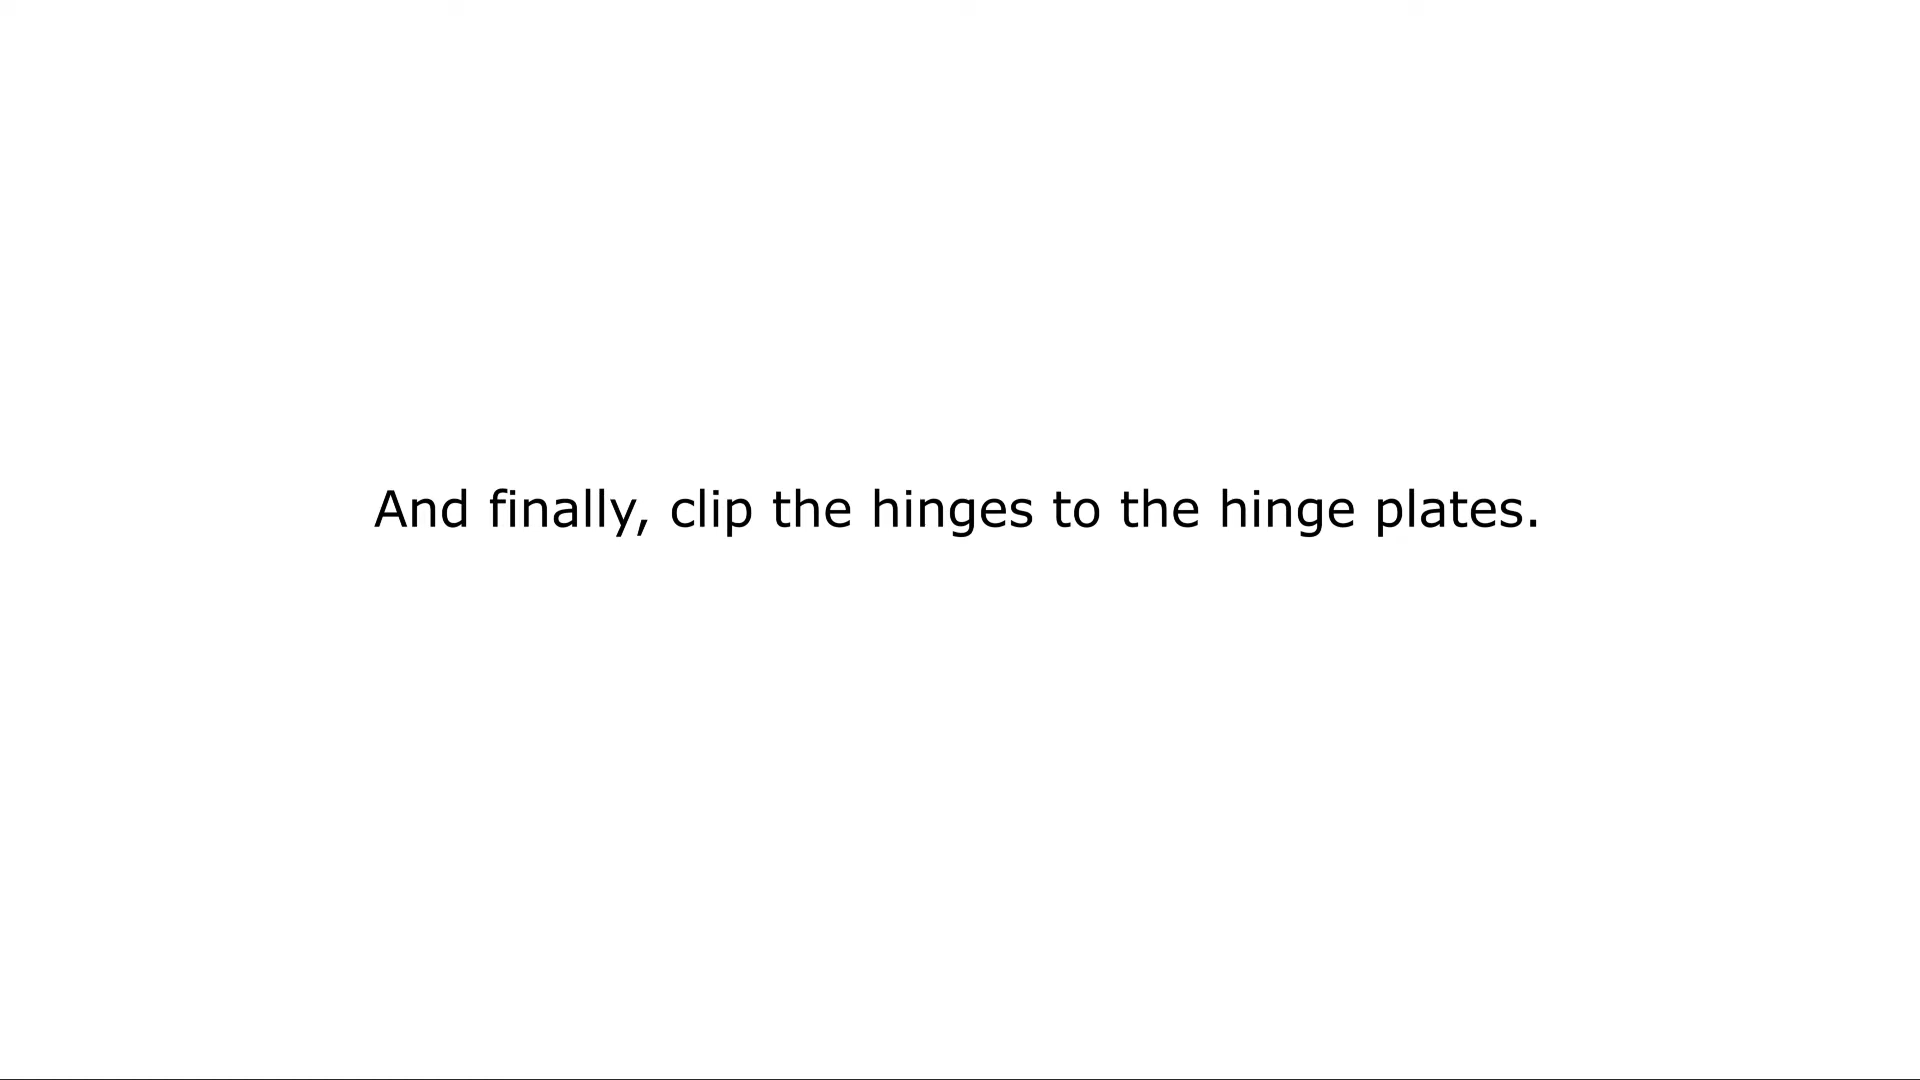 And finally, clip the hinges to the hinge plates.